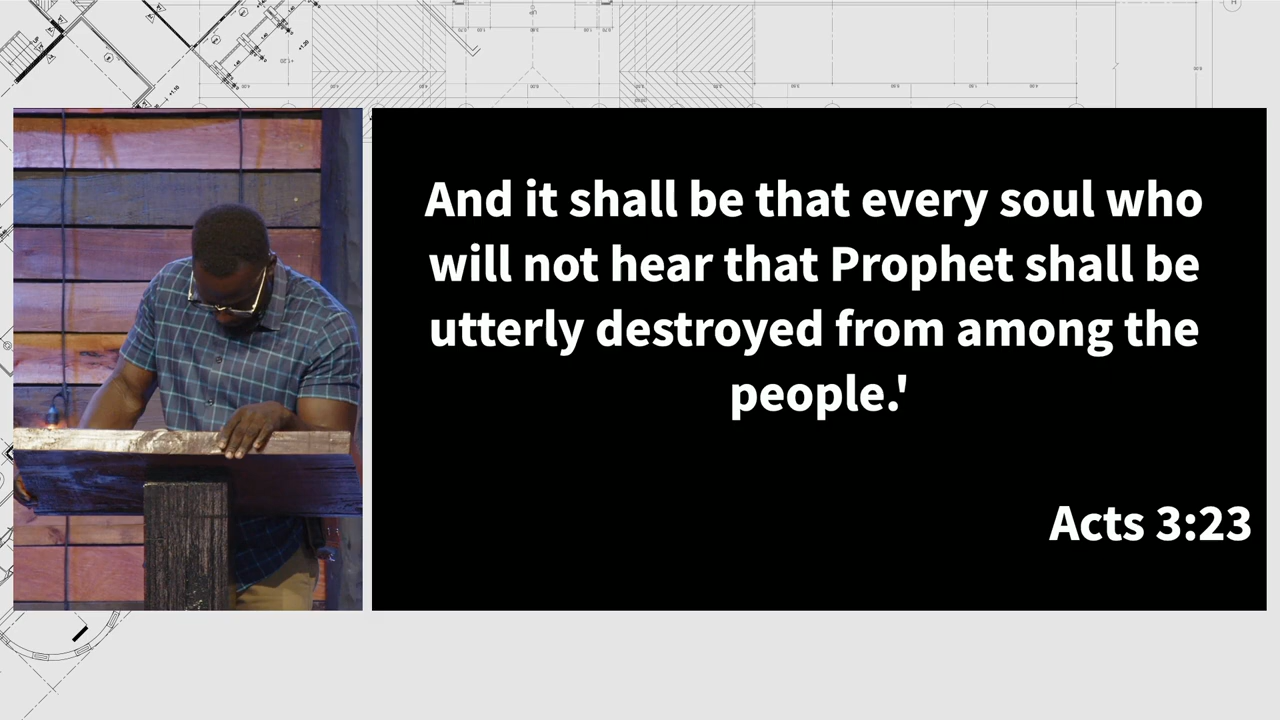 And it shall be that every soul who
will not hear that Prophet shall be
utterly destroyed from among the
people.'
Acts 3:23